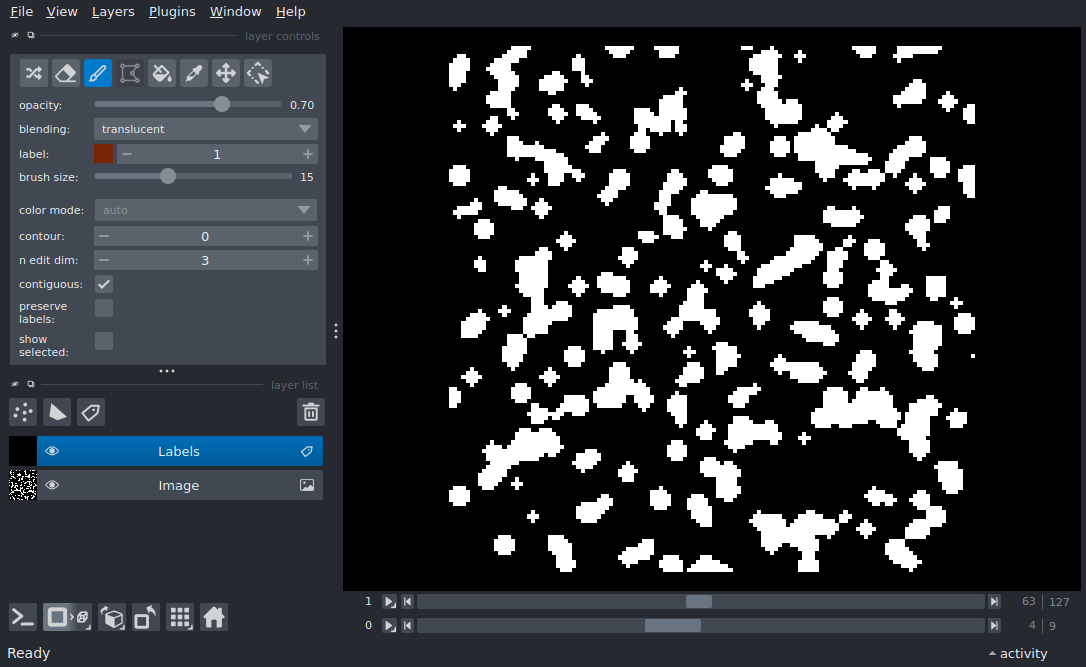 File View Layers Plugins Window Help
layer controls
opacity: 0.70
blending: translucent
label: 1
brush size: 15
color mode: auto
contour: 0
n edit dim: 3
contiguous:
preserve
labels:
show
selected:
layer list
Labels
Image
1 63 | 127
0 4 | 9
Ready activity